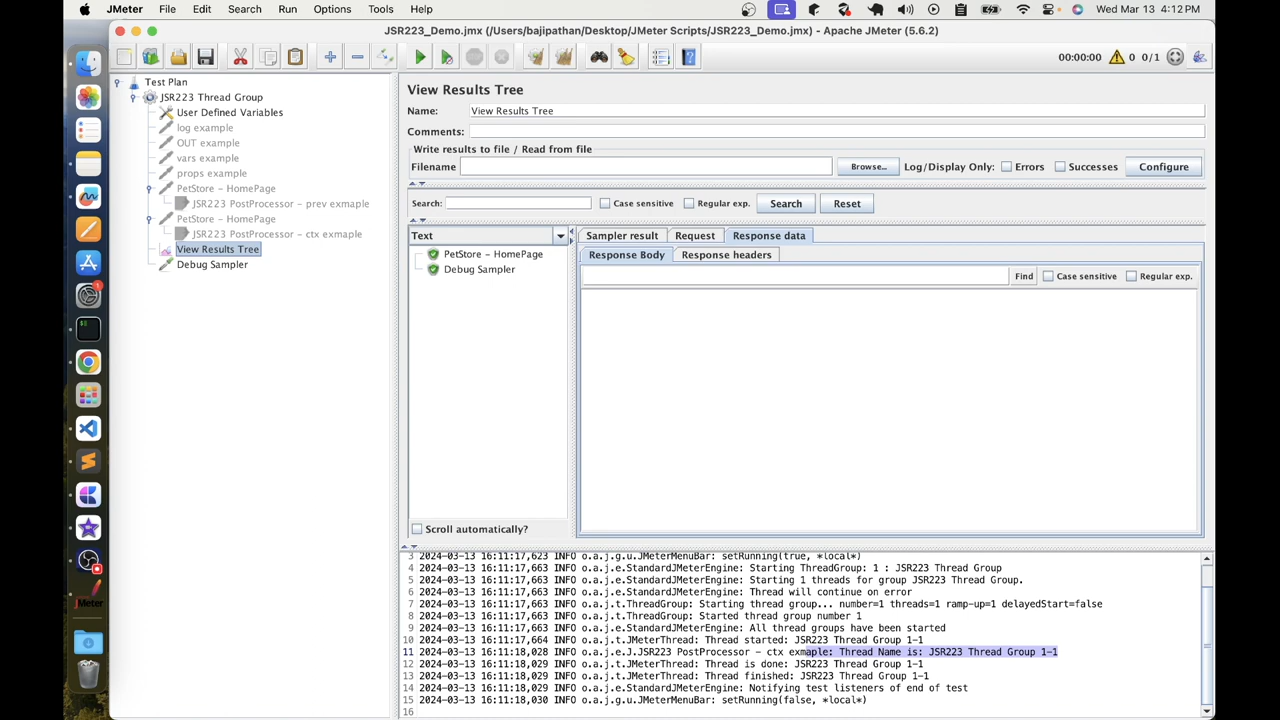 JMeter File Edit Search Run Options Tools Help Wed Mar 13 4:12 PM
JSR223_Demo.jmx (/Users/bajipathan/Desktop/JMeter Scripts/JSR223_Demo.jmx) - Apache JMeter (5.6.2)
00:00:00 0 0/1
Test Plan
JSR223 Thread Group
User Defined Variables
log example
OUT example
vars example
props example
PetStore - HomePage
JSR223 PostProcessor - prev exmaple
PetStore - HomePage
JSR223 PostProcessor - ctx exmaple
View Results Tree
Debug Sampler
View Results Tree
Name: View Results Tree
Comments:
Write results to file / Read from file
Filename Browse... Log/Display Only: Errors Successes Configure
Search: Case sensitive Regular exp. Search Reset
Text
PetStore - HomePage
Debug Sampler
Scroll automatically?
Sampler result Request Response data
Response Body Response headers
Find Case sensitive Regular exp.
3 2024-03-13 16:11:17,623 INFO o.a.j.g.u.JMeterMenuBar: setRunning(true, *local*)
4 2024-03-13 16:11:17,663 INFO o.a.j.e.StandardJMeterEngine: Starting ThreadGroup: 1 : JSR223 Thread Group
5 2024-03-13 16:11:17,663 INFO o.a.j.e.StandardJMeterEngine: Starting 1 threads for group JSR223 Thread Group.
6 2024-03-13 16:11:17,663 INFO o.a.j.e.StandardJMeterEngine: Thread will continue on error
7 2024-03-13 16:11:17,663 INFO o.a.j.t.ThreadGroup: Starting thread group... number=1 threads=1 ramp-up=1 delayedStart=false
8 2024-03-13 16:11:17,663 INFO o.a.j.t.ThreadGroup: Started thread group number 1
9 2024-03-13 16:11:17,663 INFO o.a.j.e.StandardJMeterEngine: All thread groups have been started
10 2024-03-13 16:11:17,664 INFO o.a.j.t.JMeterThread: Thread started: JSR223 Thread Group 1-1
11 2024-03-13 16:11:18,028 INFO o.a.j.e.J.JSR223 PostProcessor - ctx exmaple: Thread Name is: JSR223 Thread Group 1-1
12 2024-03-13 16:11:18,029 INFO o.a.j.t.JMeterThread: Thread is done: JSR223 Thread Group 1-1
13 2024-03-13 16:11:18,029 INFO o.a.j.t.JMeterThread: Thread finished: JSR223 Thread Group 1-1
14 2024-03-13 16:11:18,029 INFO o.a.j.e.StandardJMeterEngine: Notifying test listeners of end of test
15 2024-03-13 16:11:18,030 INFO o.a.j.g.u.JMeterMenuBar: setRunning(false, *local*)
16